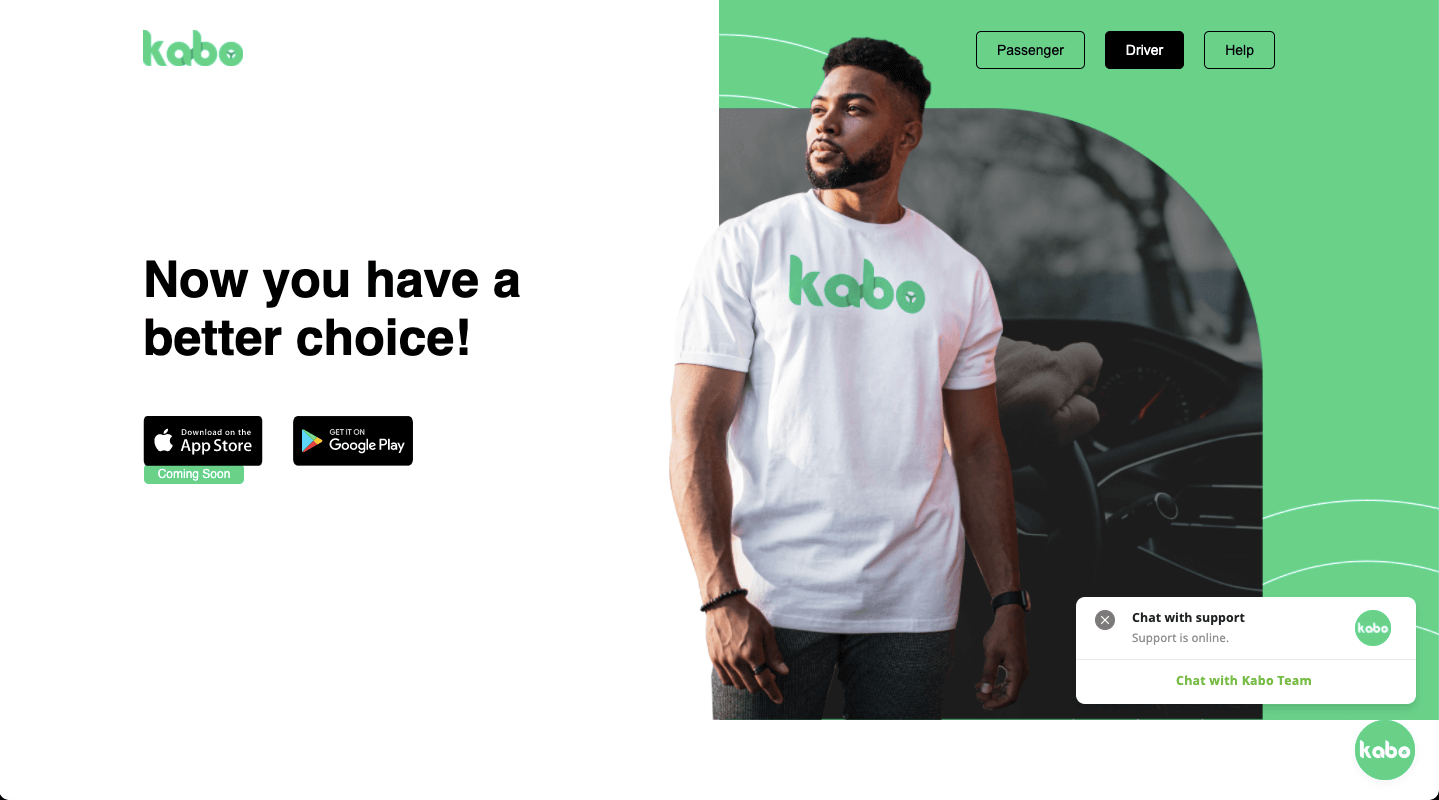 kabo
Passenger
Driver
Help
kabo
Now you have a
better choice!
Download on the
App Store
GET IT ON
Google Play
Coming Soon
Chat with support
Support is online.
kabo
Chat with Kabo Team
kabo